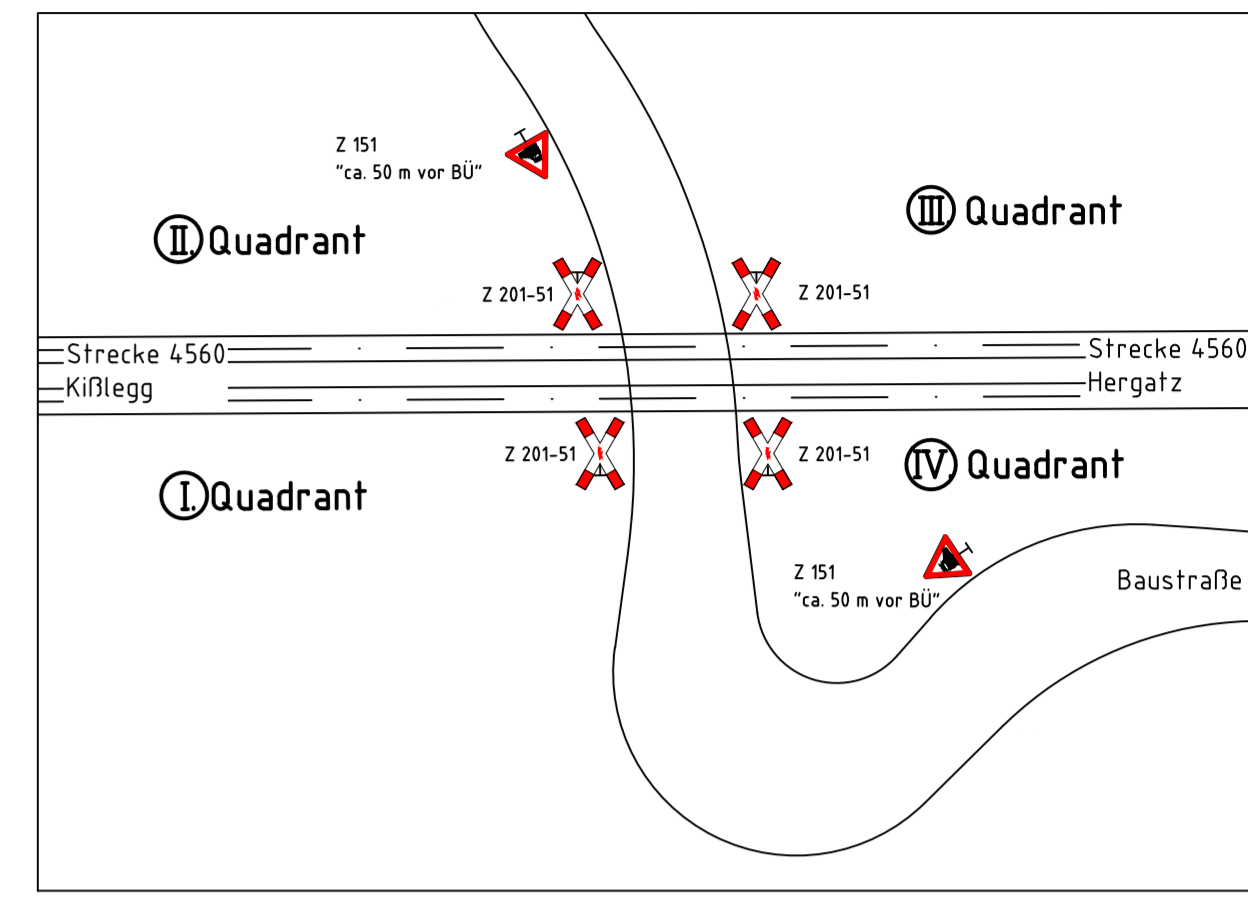 Z 151
"ca. 50 m vor BÜ"
II. Quadrant
III. Quadrant
Z 201-51
Z 201-51
Strecke 4560
Strecke 4560
Kißlegg
Hergatz
Z 201-51
Z 201-51
I. Quadrant
IV. Quadrant
Z 151
"ca. 50 m vor BÜ"
Baustraße